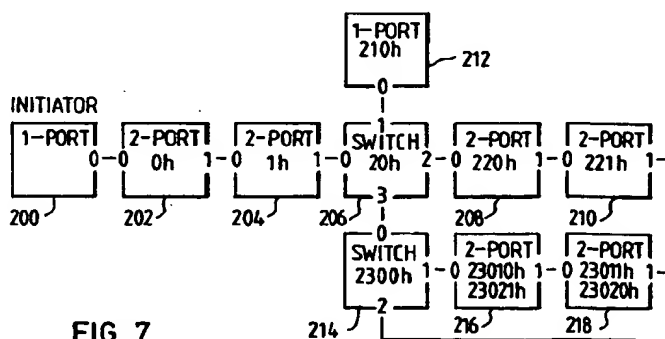 1-PORT
210h
0
212
INITIATOR
1-PORT
0
200
0 2-PORT 1
0h
202
0 2-PORT 1
1h
204
1
0 SWITCH 2
20h
3
206
0 2-PORT 1
220h
208
0 2-PORT 1
221h
210
0
SWITCH 1
2300h
2
214
0 2-PORT 1
23010h
23021h
216
0 2-PORT 1
23011h
23020h
218
FIG 7